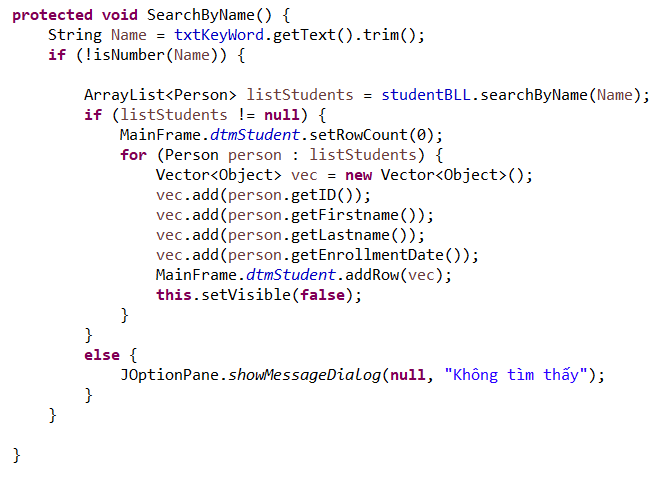 protected void SearchByName() {
    String Name = txtKeyWord.getText().trim();
    if (!isNumber(Name)) {

        ArrayList<Person> listStudents = studentBLL.searchByName(Name);
        if (listStudents != null) {
            MainFrame.dtmStudent.setRowCount(0);
            for (Person person : listStudents) {
                Vector<Object> vec = new Vector<Object>();
                vec.add(person.getID());
                vec.add(person.getFirstname());
                vec.add(person.getLastname());
                vec.add(person.getEnrollmentDate());
                MainFrame.dtmStudent.addRow(vec);
                this.setVisible(false);
            }
        }
        else {
            JOptionPane.showMessageDialog(null, "Không tìm thấy");
        }
    }

}